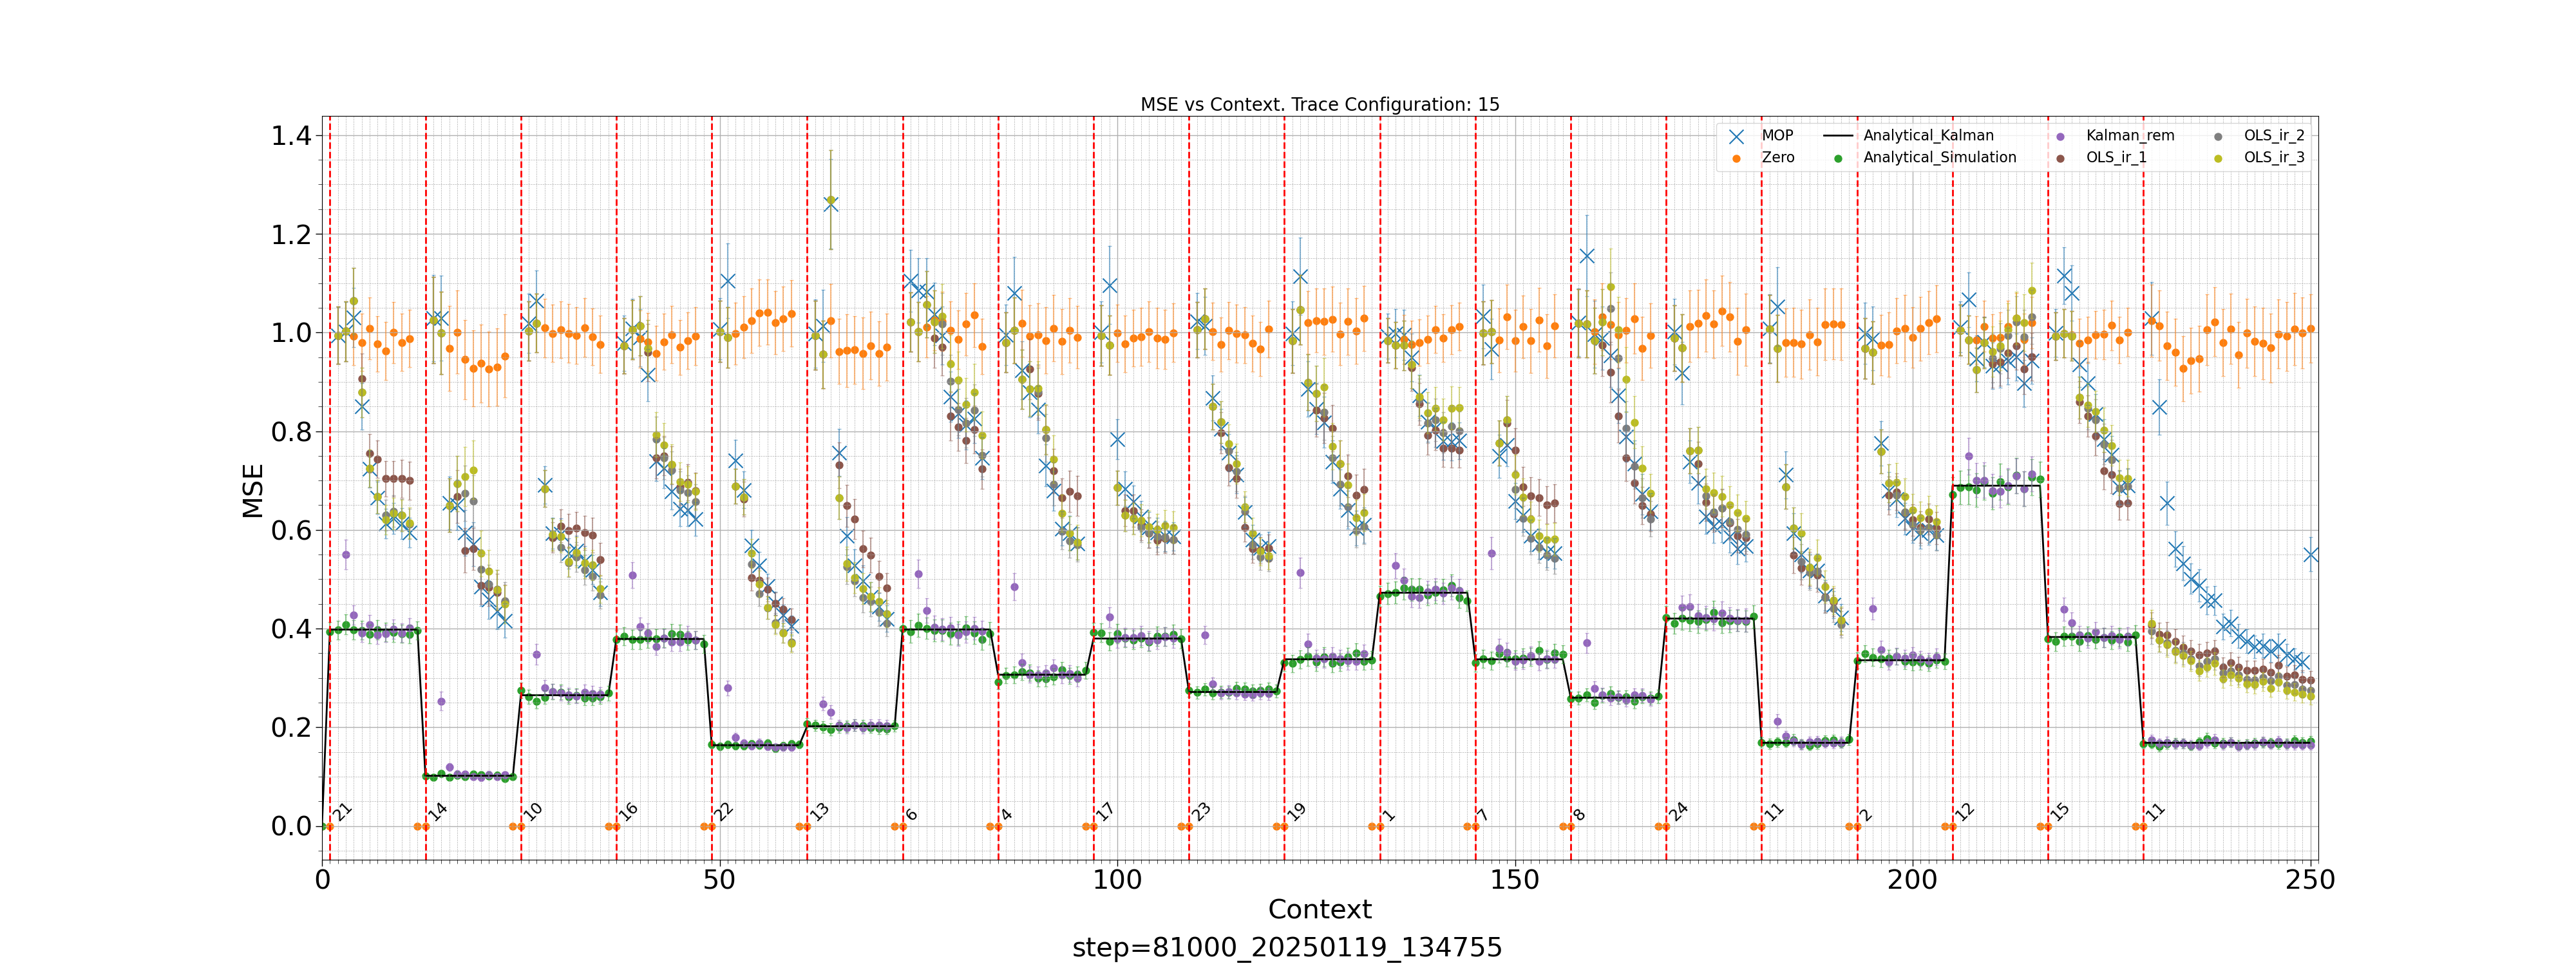 MSE vs Context. Trace Configuration: 15
MOP
Zero
Analytical_Kalman
Analytical_Simulation
Kalman_rem
OLS_ir_1
OLS_ir_2
OLS_ir_3
MSE
1.4
1.2
1.0
0.8
0.6
0.4
0.2
0.0
21 14 10 16 22 13 6 4 17 23 19 1 7 8 24 11 2 12 15 11
0 50 100 150 200 250
Context
step=81000_20250119_134755